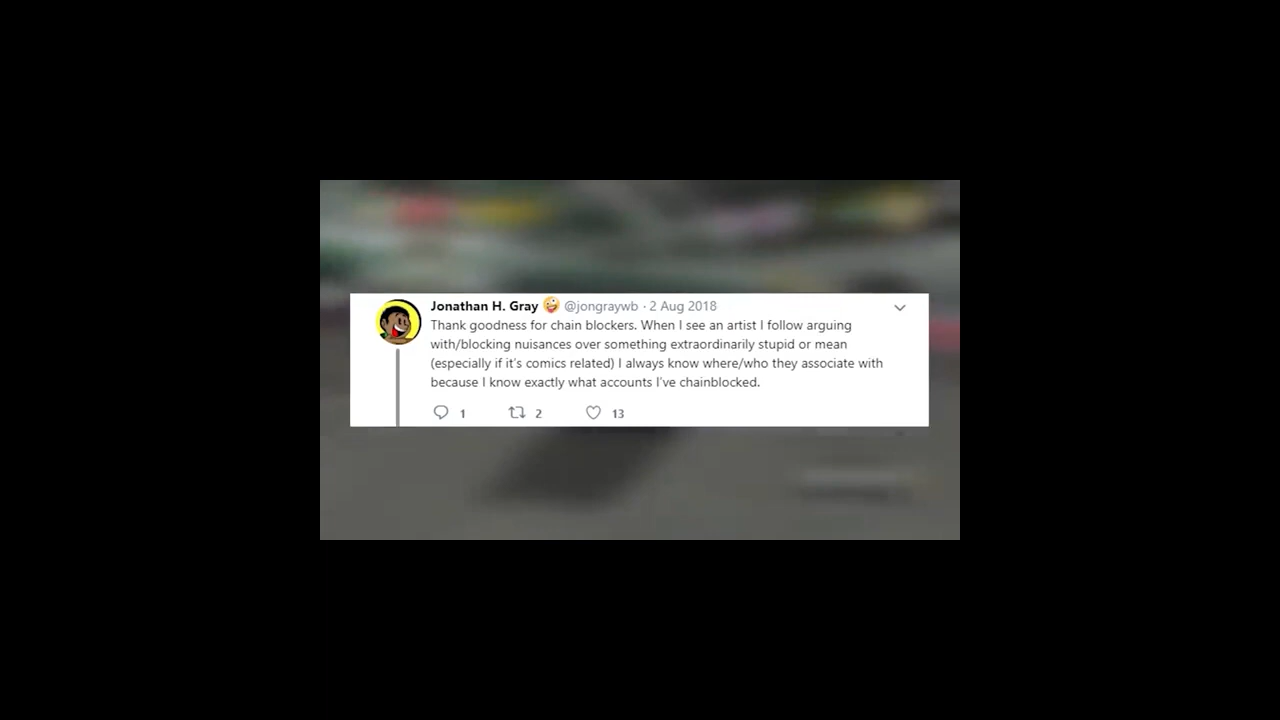 Jonathan H. Gray 🤪 @jongraywb · 2 Aug 2018
Thank goodness for chain blockers. When I see an artist I follow arguing
with/blocking nuisances over something extraordinarily stupid or mean
(especially if it's comics related) I always know where/who they associate with
because I know exactly what accounts I've chainblocked.
1 2 13